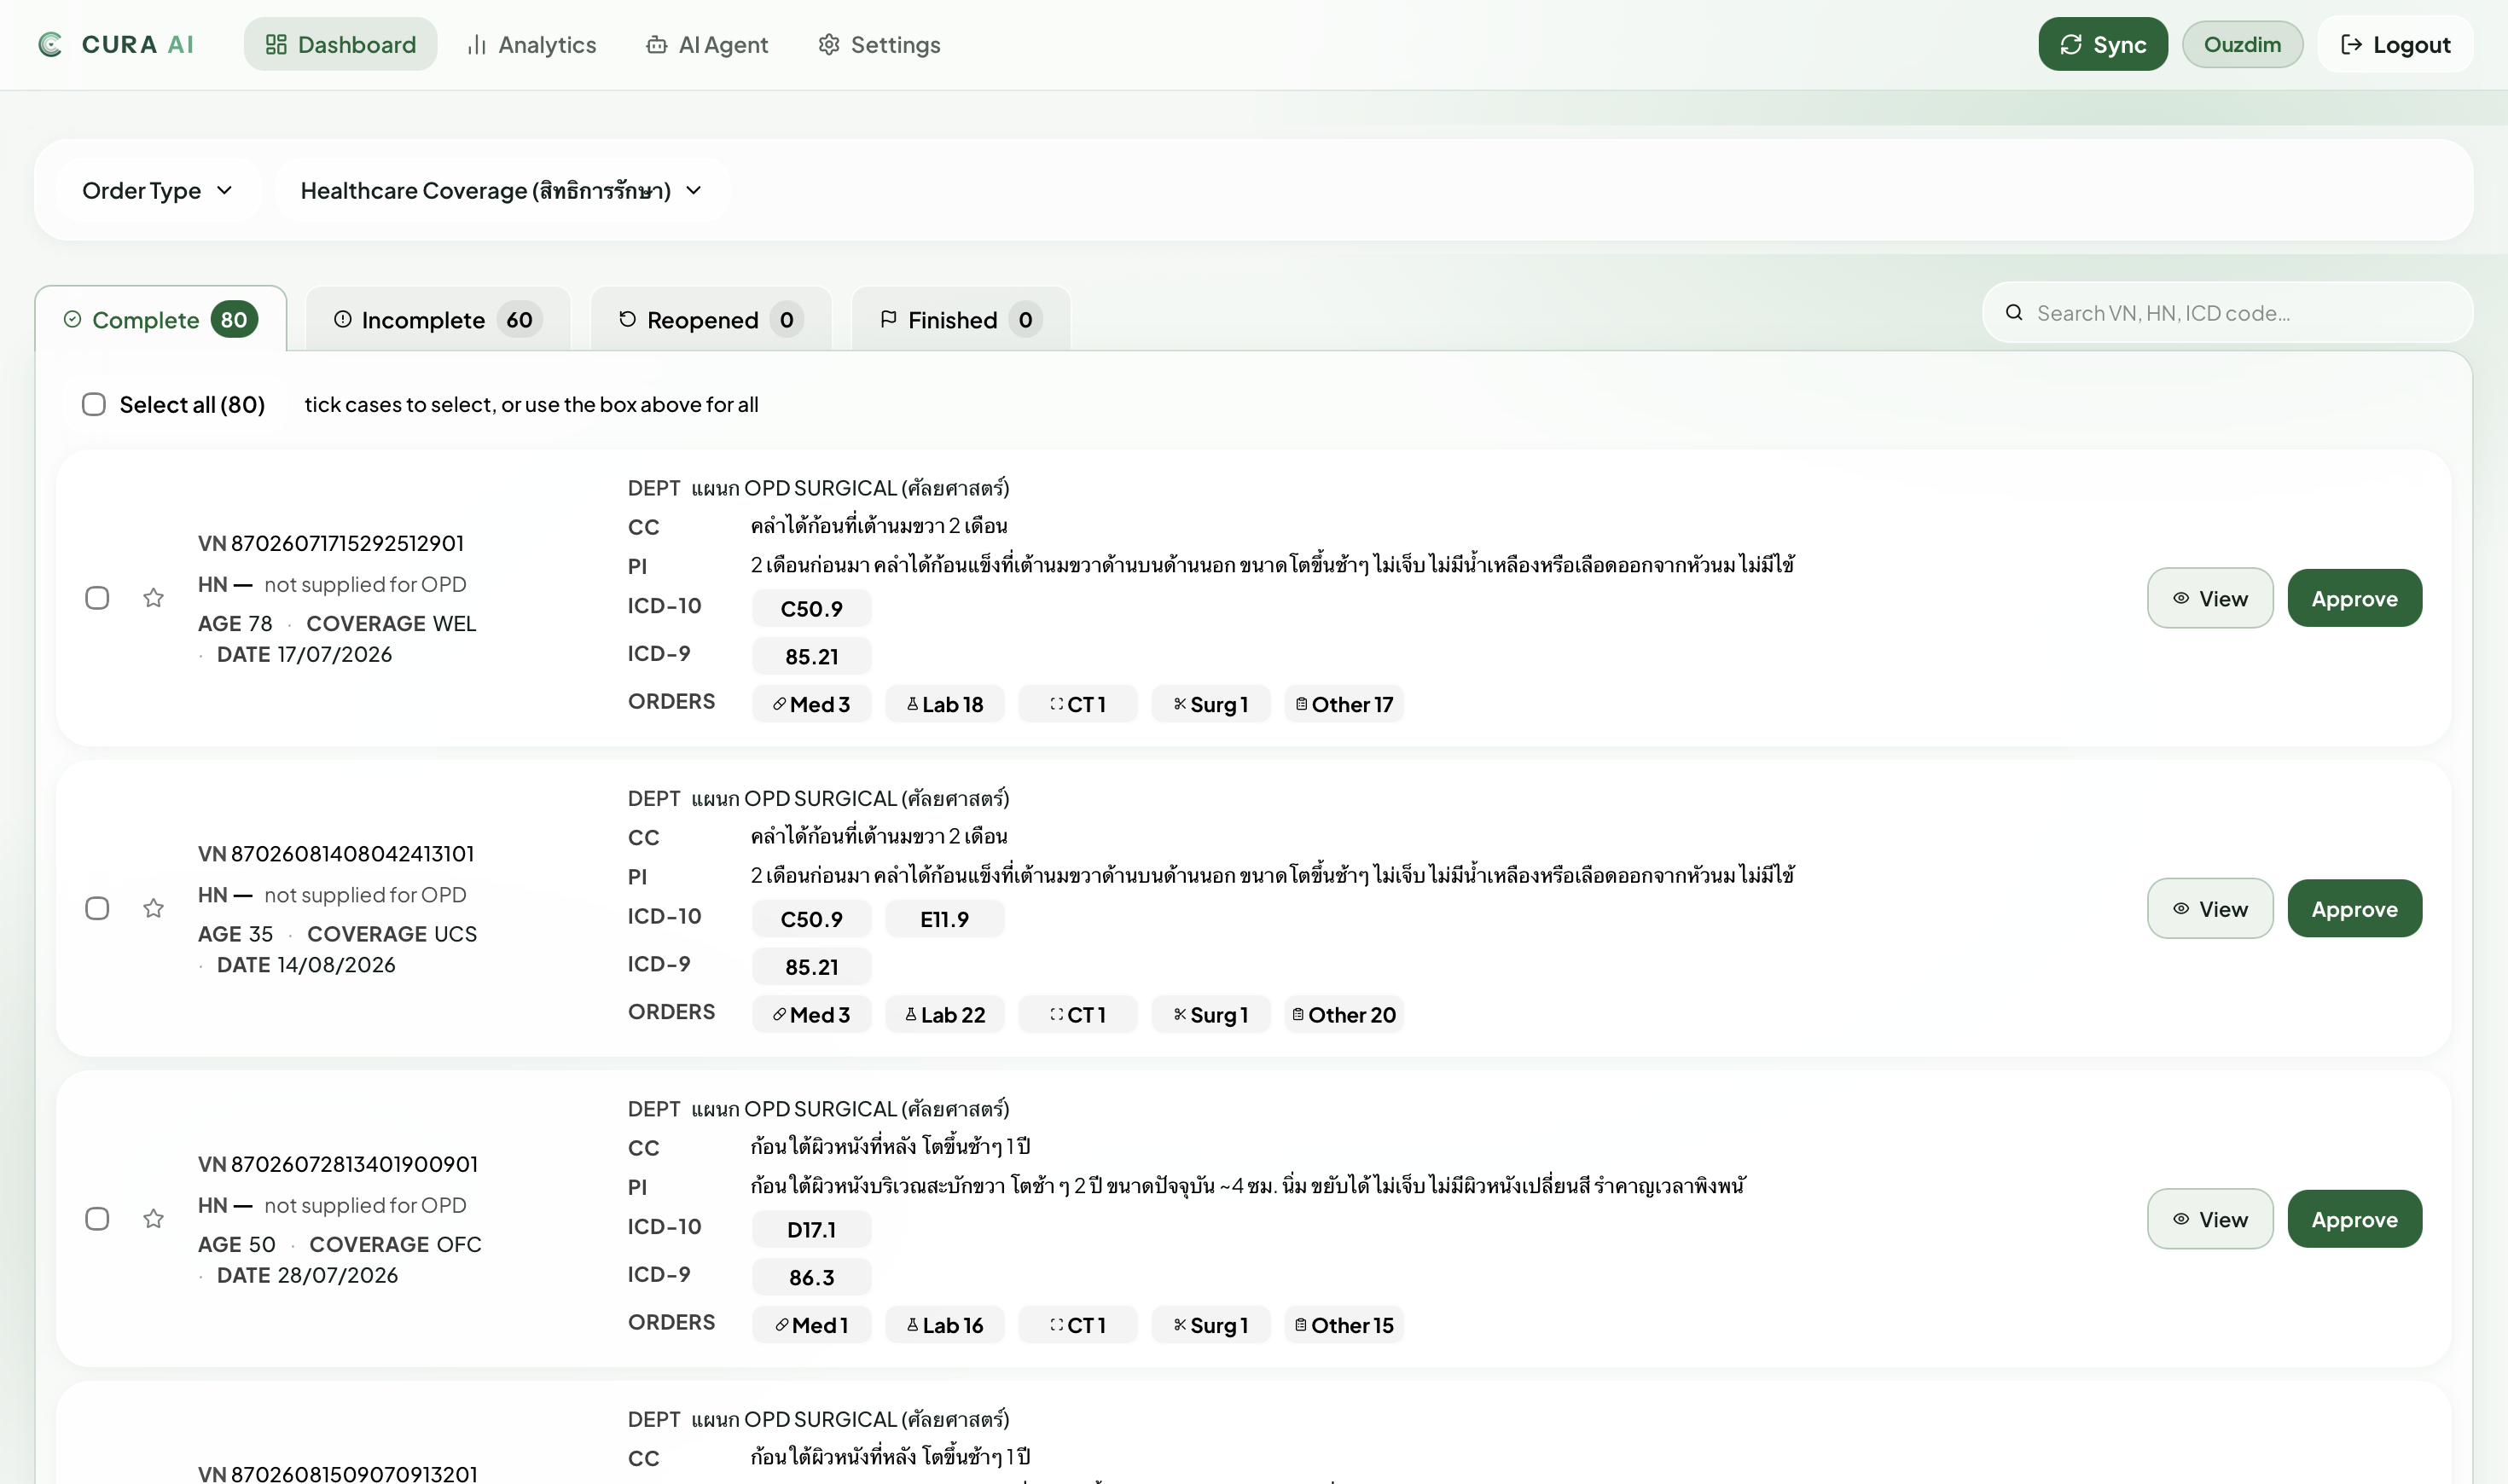 CURA AI
Dashboard
Analytics
AI Agent
Settings
Sync
Ouzdim
Logout
Order Type
Healthcare Coverage (สิทธิการรักษา)
Complete 80
Incomplete 60
Reopened 0
Finished 0
Search VN, HN, ICD code...
Select all (80)
tick cases to select, or use the box above for all
VN 87026071715292512901
HN — not supplied for OPD
AGE 78 · COVERAGE WEL
· DATE 17/07/2026
DEPT แผนก OPD SURGICAL (ศัลยศาสตร์)
CC คลำได้ก้อนที่เต้านมขวา 2 เดือน
PI 2 เดือนก่อนมา คลำได้ก้อนแข็งที่เต้านมขวาด้านบนด้านนอก ขนาดโตขึ้นช้าๆ ไม่เจ็บ ไม่มีน้ำเหลืองหรือเลือดออกจากหัวนม ไม่มีไข้
ICD-10 C50.9
ICD-9 85.21
ORDERS Med 3 Lab 18 CT 1 Surg 1 Other 17
View
Approve
VN 87026081408042413101
HN — not supplied for OPD
AGE 35 · COVERAGE UCS
· DATE 14/08/2026
DEPT แผนก OPD SURGICAL (ศัลยศาสตร์)
CC คลำได้ก้อนที่เต้านมขวา 2 เดือน
PI 2 เดือนก่อนมา คลำได้ก้อนแข็งที่เต้านมขวาด้านบนด้านนอก ขนาดโตขึ้นช้าๆ ไม่เจ็บ ไม่มีน้ำเหลืองหรือเลือดออกจากหัวนม ไม่มีไข้
ICD-10 C50.9 E11.9
ICD-9 85.21
ORDERS Med 3 Lab 22 CT 1 Surg 1 Other 20
View
Approve
VN 87026072813401900901
HN — not supplied for OPD
AGE 50 · COVERAGE OFC
· DATE 28/07/2026
DEPT แผนก OPD SURGICAL (ศัลยศาสตร์)
CC ก้อนใต้ผิวหนังที่หลัง โตขึ้นช้าๆ 1 ปี
PI ก้อนใต้ผิวหนังบริเวณสะบักขวา โตช้า ๆ 2 ปี ขนาดปัจจุบัน ~4 ซม. นิ่ม ขยับได้ ไม่เจ็บ ไม่มีผิวหนังเปลี่ยนสี รำคาญเวลาพิงพนั
ICD-10 D17.1
ICD-9 86.3
ORDERS Med 1 Lab 16 CT 1 Surg 1 Other 15
View
Approve
VN 87026081509070913201
DEPT แผนก OPD SURGICAL (ศัลยศาสตร์)
CC ก้อนใต้ผิวหนังที่หลัง โตขึ้นช้าๆ 1 ปี